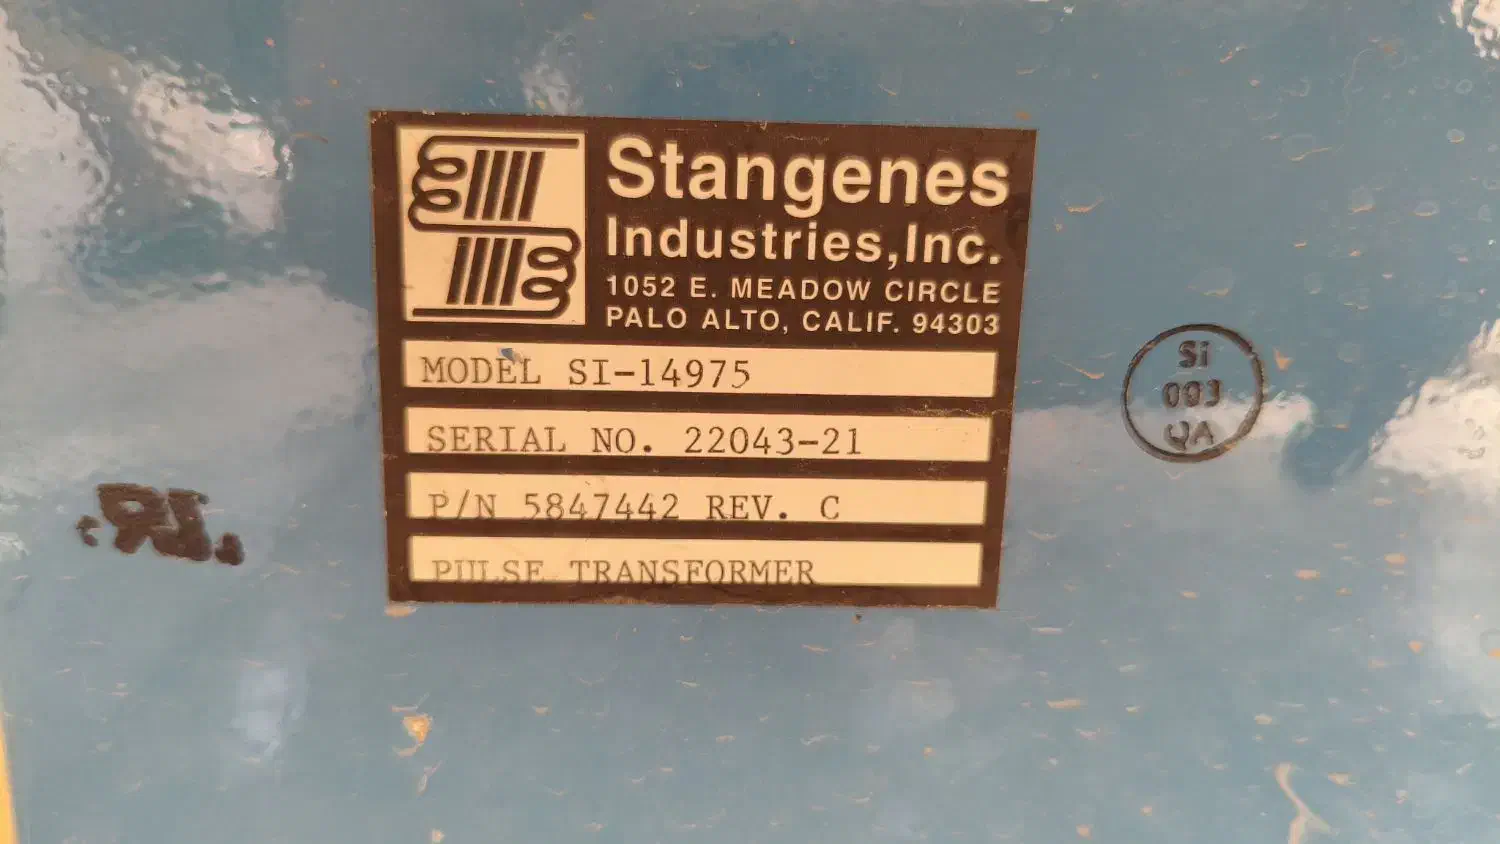 Stangenes
Industries, Inc.
1052 E. MEADOW CIRCLE
PALO ALTO, CALIF. 94303
MODEL SI-14975
SERIAL NO. 22043-21
P/N 5847442 REV. C
PULSE TRANSFORMER
Si
003
QA